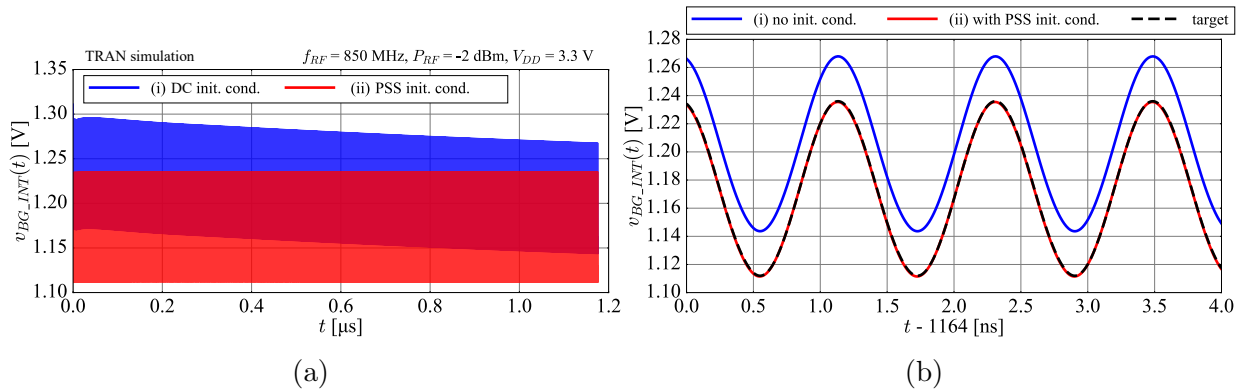 TRAN simulation
f_RF = 850 MHz, P_RF = -2 dBm, V_DD = 3.3 V
(i) DC init. cond.
(ii) PSS init. cond.
1.35
1.30
1.25
1.20
1.15
1.10
v_BG_INT(t) [V]
0.0
0.2
0.4
0.6
0.8
1.0
1.2
t [μs]
(a)
(i) no init. cond.
(ii) with PSS init. cond.
target
1.28
1.26
1.24
1.22
1.20
1.18
1.16
1.14
1.12
1.10
v_BG_INT(t) [V]
0.0
0.5
1.0
1.5
2.0
2.5
3.0
3.5
4.0
t - 1164 [ns]
(b)